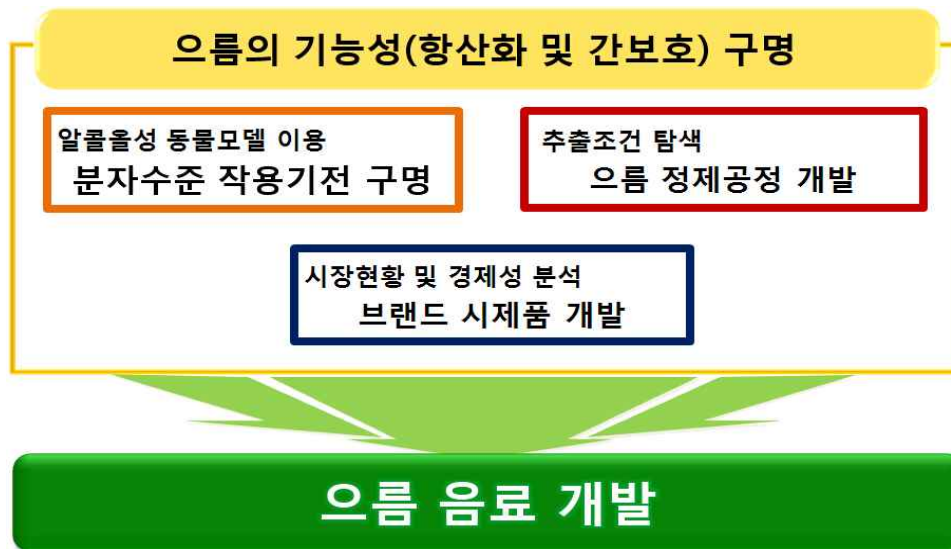 으름의 기능성(항산화 및 간보호) 구명
알콜올성 동물모델 이용
분자수준 작용기전 구명
추출조건 탐색
으름 정제공정 개발
시장현황 및 경제성 분석
브랜드 시제품 개발
으름 음료 개발